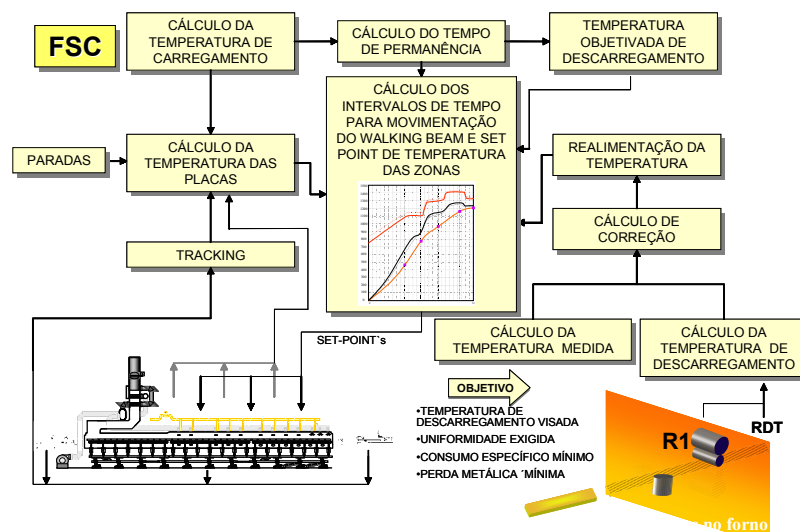 FSC
CÁLCULO DA
TEMPERATURA DE
CARREGAMENTO
CÁLCULO DO TEMPO
DE PERMANÊNCIA
TEMPERATURA
OBJETIVADA DE
DESCARREGAMENTO
CÁLCULO DOS
INTERVALOS DE TEMPO
PARA MOVIMENTAÇÃO
DO WALKING BEAM E SET
POINT DE TEMPERATURA
DAS ZONAS
PARADAS
CÁLCULO DA
TEMPERATURA DAS
PLACAS
REALIMENTAÇÃO DA
TEMPERATURA
CÁLCULO DE
CORREÇÃO
TRACKING
CÁLCULO DA
TEMPERATURA MEDIDA
CÁLCULO DA
TEMPERATURA DE
DESCARREGAMENTO
SET-POINT`s
OBJETIVO
•TEMPERATURA DE
DESCARREGAMENTO VISADA
•UNIFORMIDADE EXIGIDA
•CONSUMO ESPECÍFICO MÍNIMO
•PERDA METÁLICA ´MÍNIMA
R1
RDT
no forno